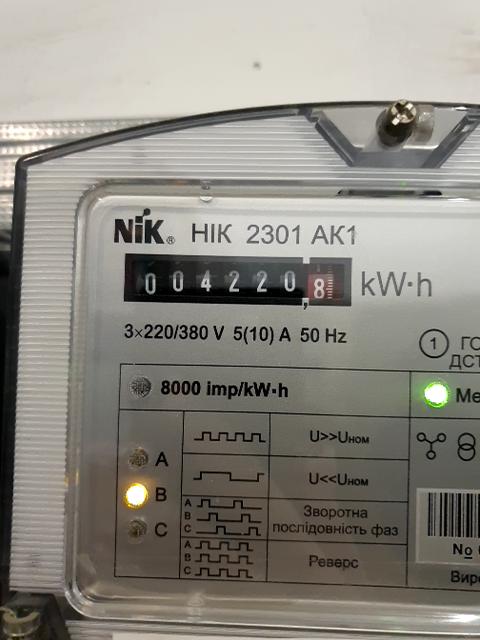 NiK® НІК 2301 АК1
004220,8 kW·h
3×220/380 V 5(10) A 50 Hz
1
8000 imp/kW·h
A
B
C
U>>Uном
U<<Uном
A
B
C
Зворотна
послідовність фаз
A
B
C
Реверс
№